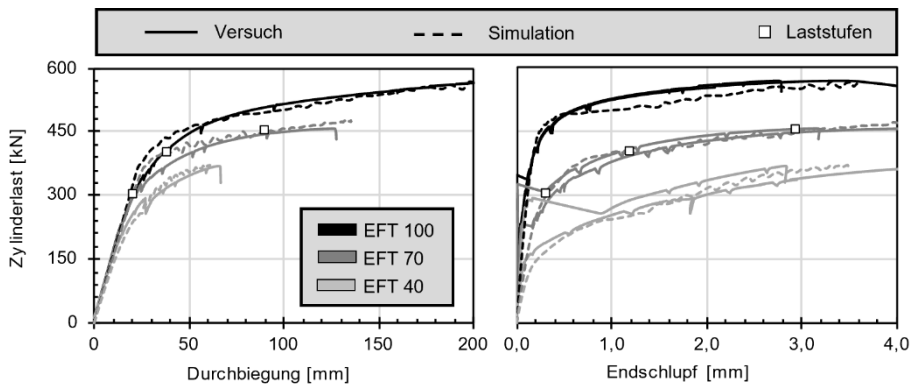 Versuch Simulation Laststufen
Zylinderlast [kN]
600
450
300
150
0
EFT 100
EFT 70
EFT 40
0 50 100 150 200
Durchbiegung [mm]
0,0 1,0 2,0 3,0 4,0
Endschlupf [mm]